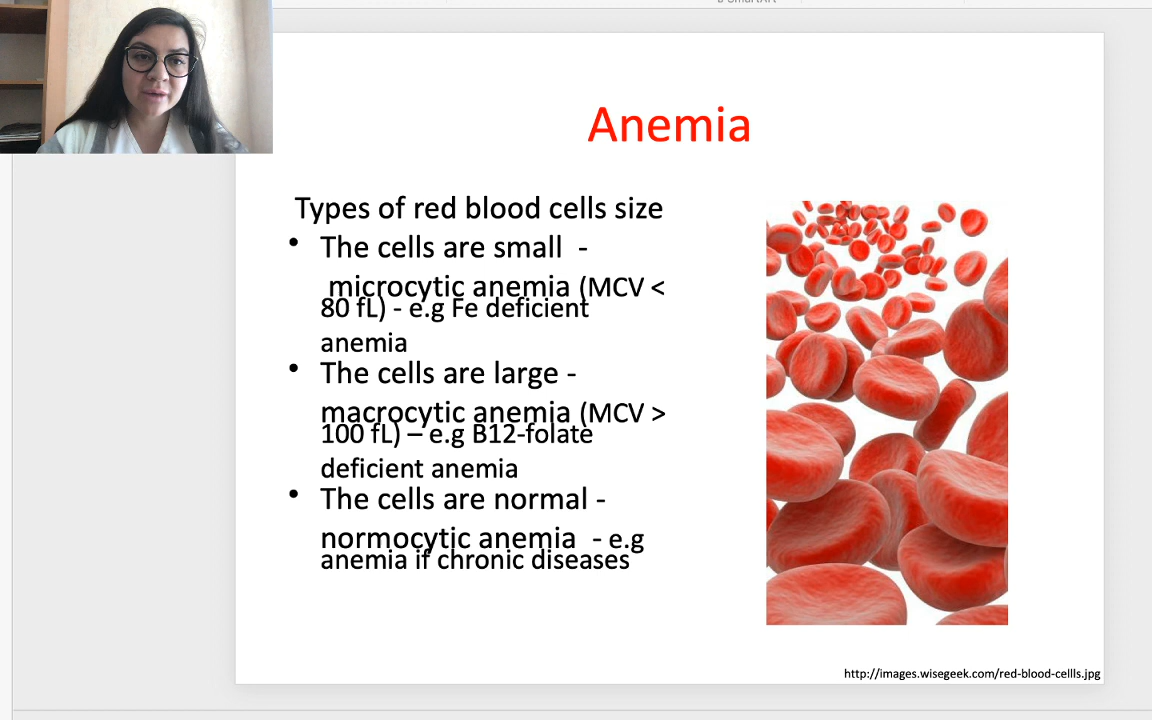 Anemia
Types of red blood cells size
• The cells are small -
microcytic anemia (MCV <
80 fL) - e.g Fe deficient
anemia
• The cells are large -
macrocytic anemia (MCV >
100 fL) – e.g B12-folate
deficient anemia
• The cells are normal -
normocytic anemia - e.g
anemia if chronic diseases
http://images.wisegeek.com/red-blood-cellls.jpg